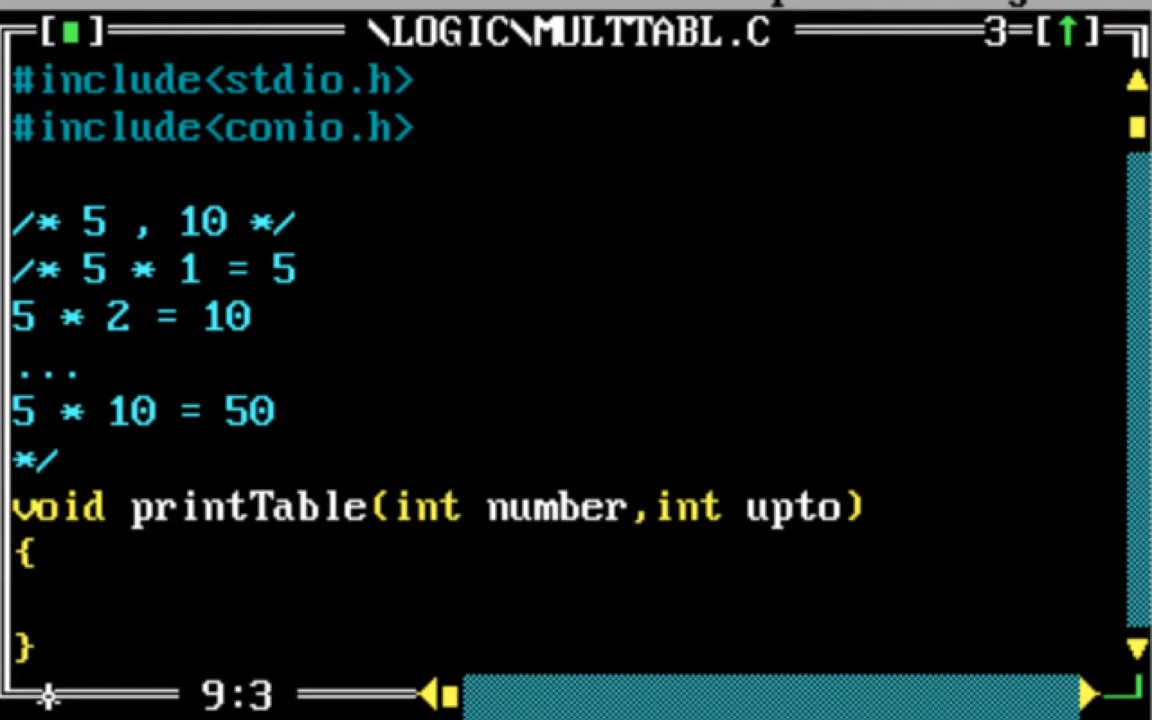 [■] \LOGIC\MULTTABL.C 3=[↑]
#include<stdio.h>
#include<conio.h>
/* 5 , 10 */
/* 5 * 1 = 5
5 * 2 = 10
...
5 * 10 = 50
*/
void printTable(int number,int upto)
{
}
9:3